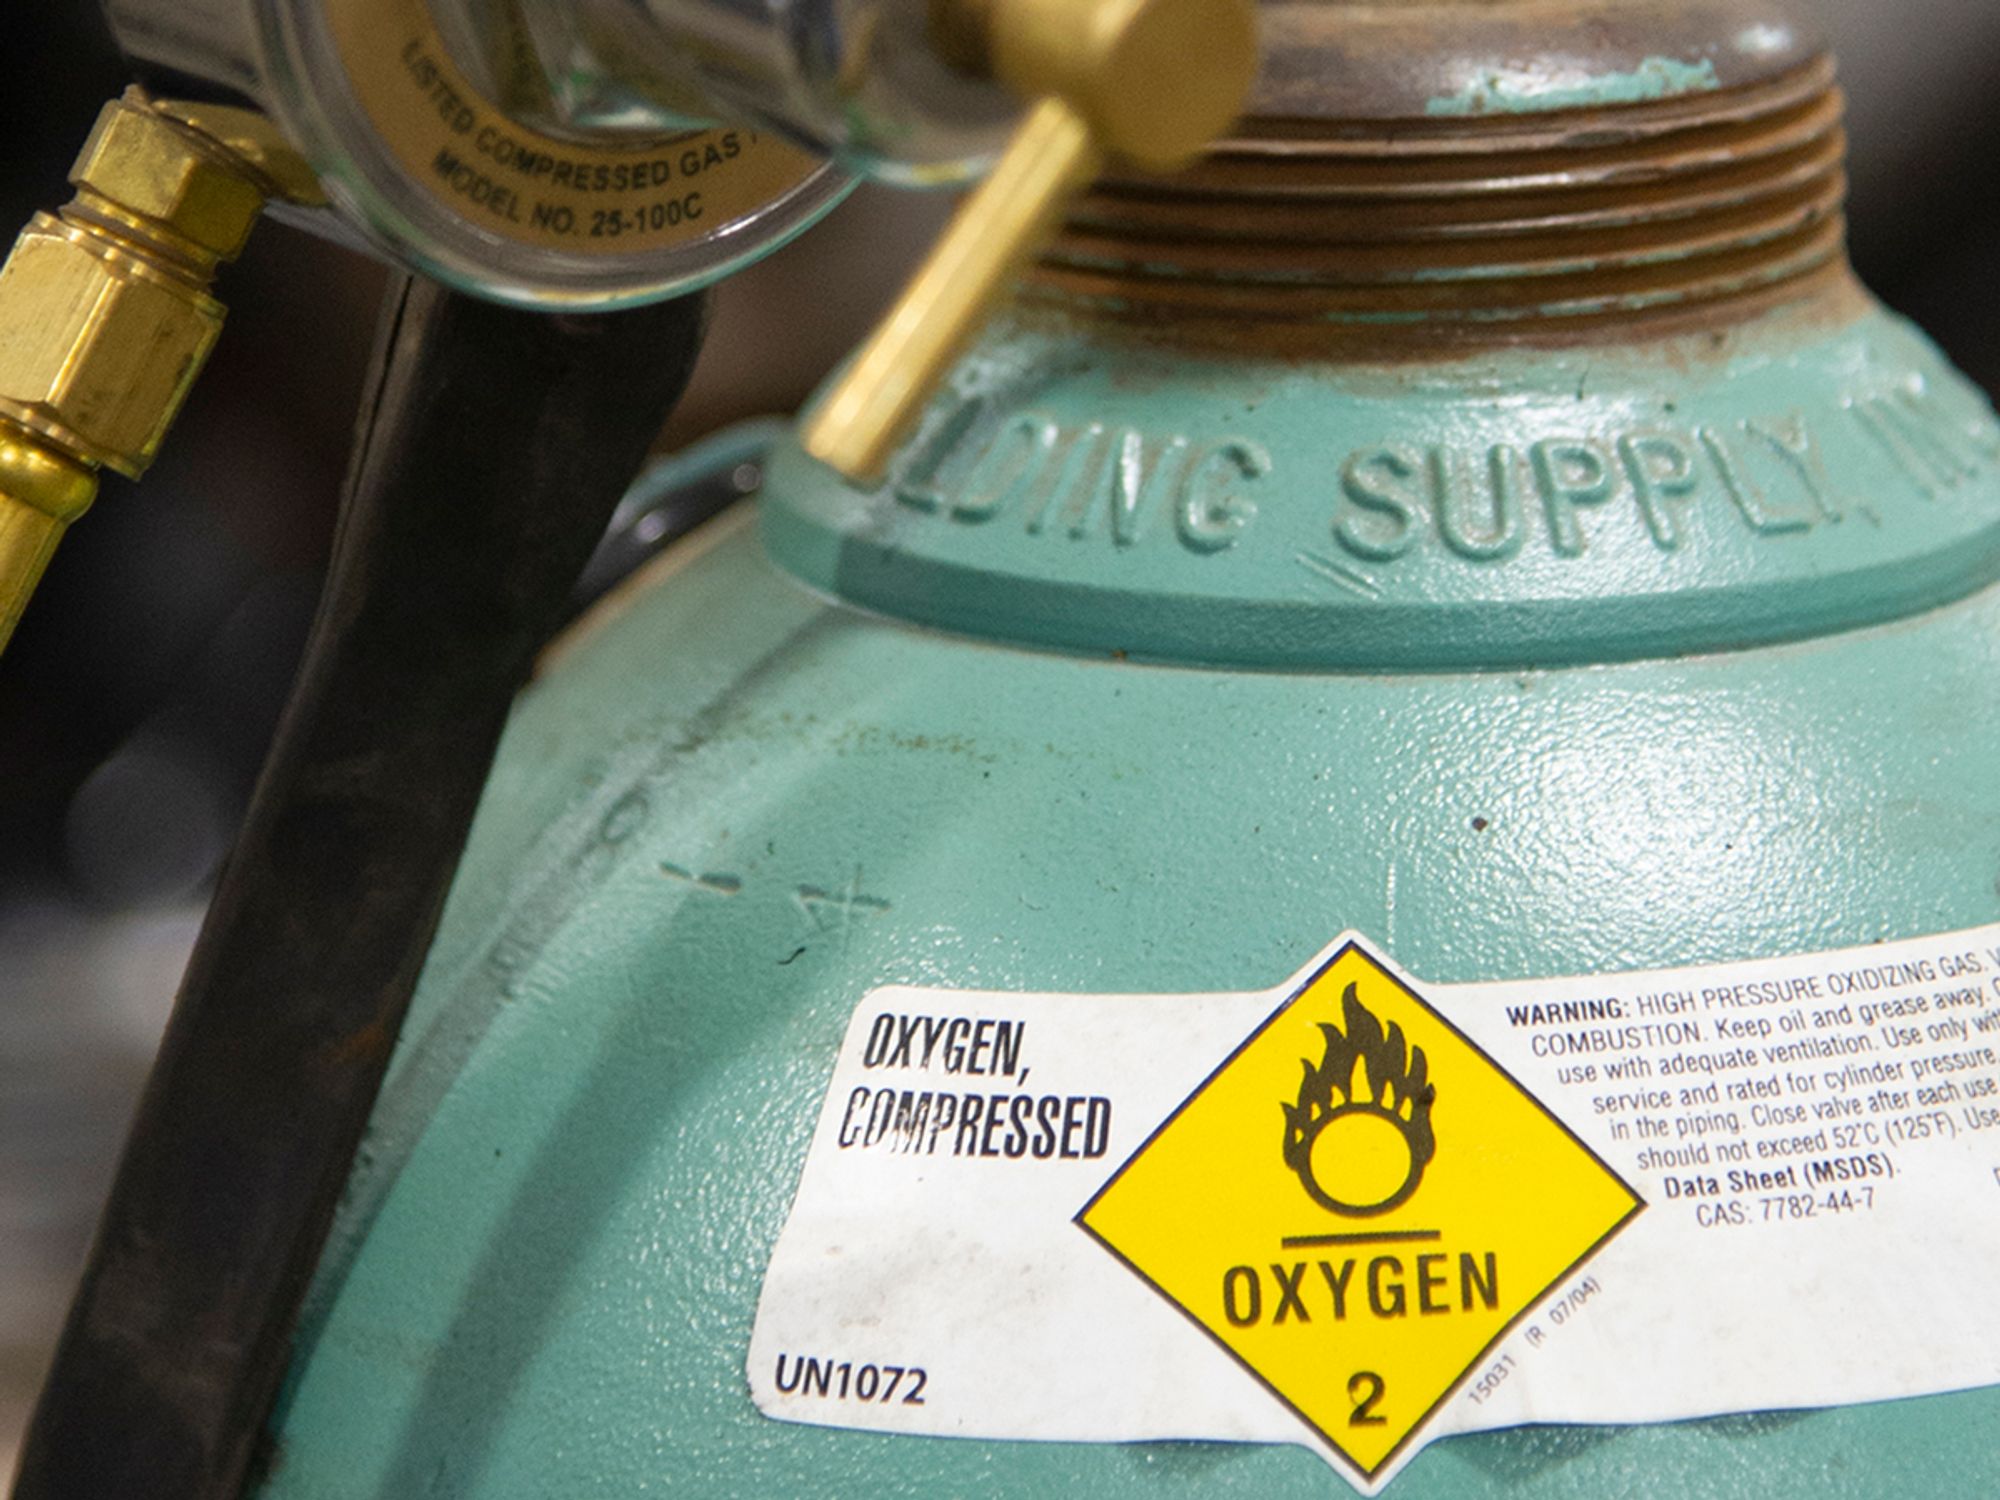 LISTED COMPRESSED GAS
MODEL NO. 25-100C
SUPPLY,
OXYGEN,
COMPRESSED
UN1072
OXYGEN
2
15031 (R 07/04)
WARNING: HIGH PRESSURE OXIDIZING GAS.
COMBUSTION. Keep oil and grease away.
use with adequate ventilation. Use only with
service and rated for cylinder pressure.
in the piping. Close valve after each use
should not exceed 52°C (125°F). Use
Data Sheet (MSDS).
CAS: 7782-44-7